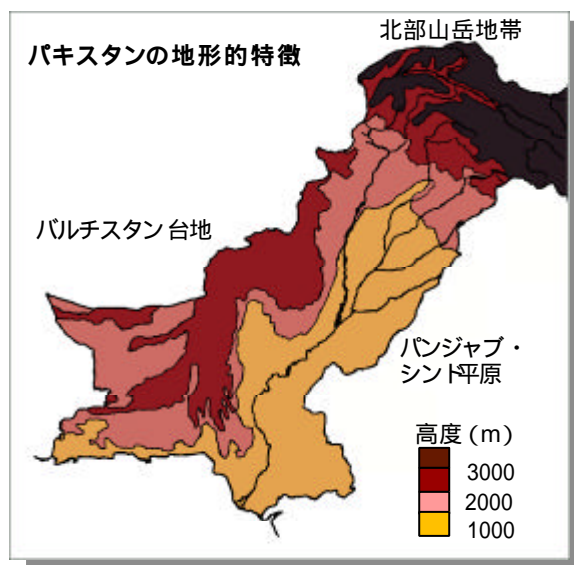 北部山岳地帯
パキスタンの地形的特徴
バルチスタン台地
パンジャブ・
シンド平原
高度(m)
3000
2000
1000